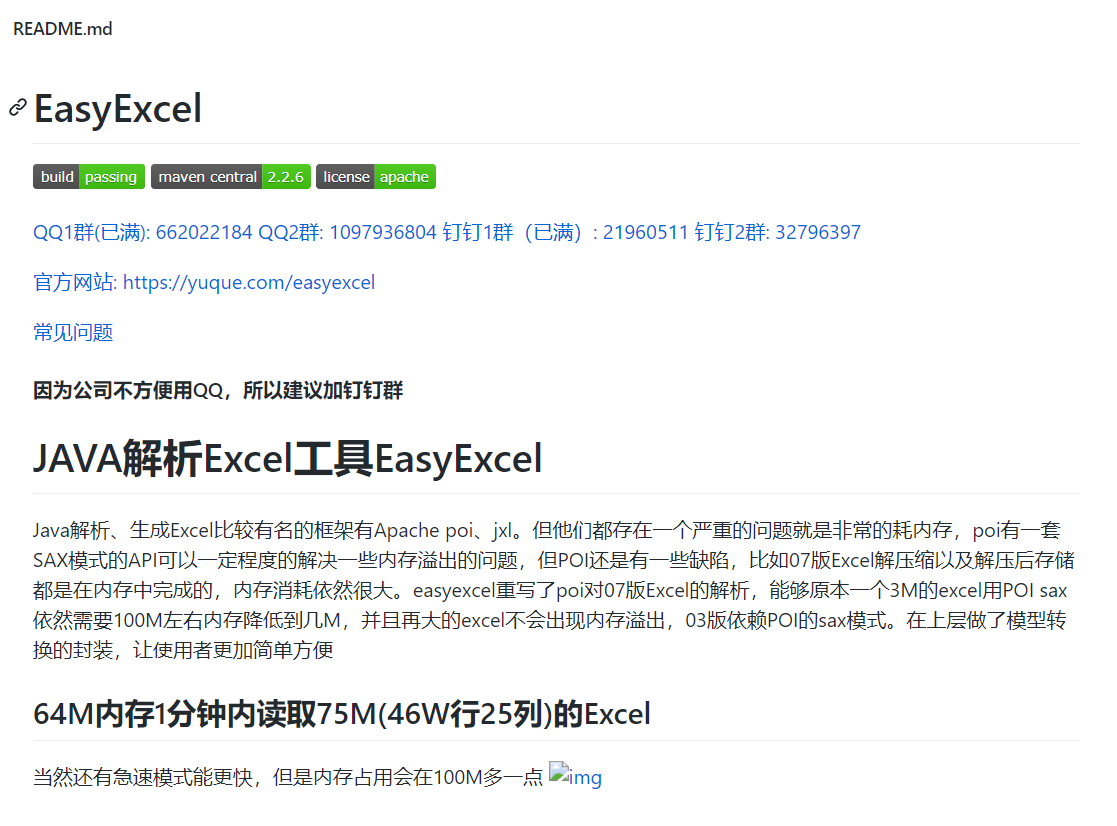 README.md
EasyExcel
build passing maven central 2.2.6 license apache
QQ1群(已满): 662022184 QQ2群: 1097936804 钉钉1群（已满）: 21960511 钉钉2群: 32796397
官方网站: https://yuque.com/easyexcel
常见问题
因为公司不方便用QQ，所以建议加钉钉群
JAVA解析Excel工具EasyExcel
Java解析、生成Excel比较有名的框架有Apache poi、jxl。但他们都存在一个严重的问题就是非常的耗内存，poi有一套
SAX模式的API可以一定程度的解决一些内存溢出的问题，但POI还是有一些缺陷，比如07版Excel解压缩以及解压后存储
都是在内存中完成的，内存消耗依然很大。easyexcel重写了poi对07版Excel的解析，能够原本一个3M的excel用POI sax
依然需要100M左右内存降低到几M，并且再大的excel不会出现内存溢出，03版依赖POI的sax模式。在上层做了模型转
换的封装，让使用者更加简单方便
64M内存1分钟内读取75M(46W行25列)的Excel
当然还有急速模式能更快，但是内存占用会在100M多一点 img